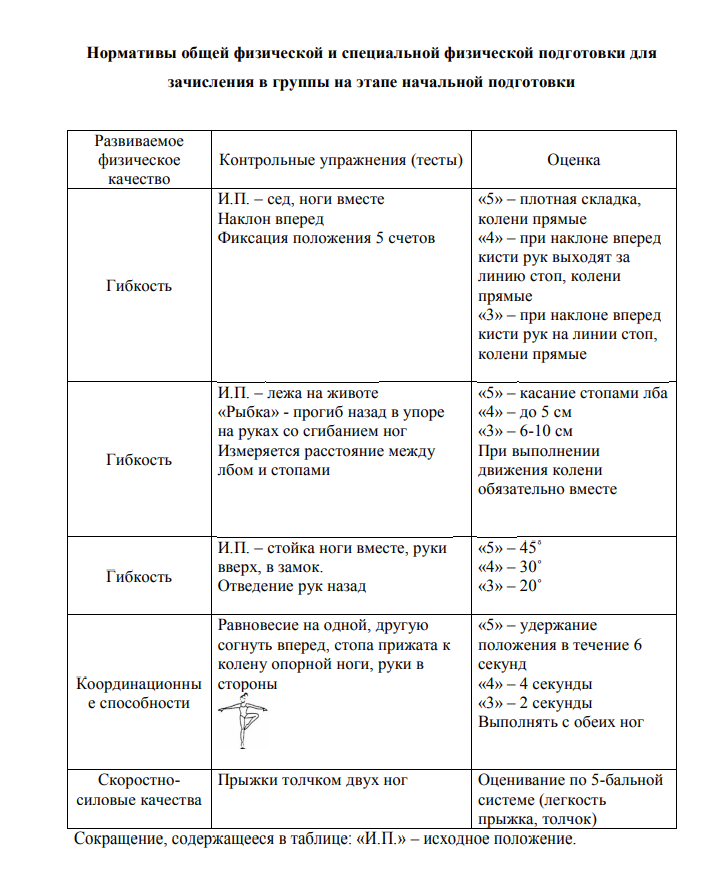 Нормативы общей физической и специальной физической подготовки для
зачисления в группы на этапе начальной подготовки
Развиваемое
физическое
качество
Контрольные упражнения (тесты)
Оценка
Гибкость
И.П. – сед, ноги вместе
Наклон вперед
Фиксация положения 5 счетов
«5» – плотная складка,
колени прямые
«4» – при наклоне вперед
кисти рук выходят за
линию стоп, колени
прямые
«3» – при наклоне вперед
кисти рук на линии стоп,
колени прямые
Гибкость
И.П. – лежа на животе
«Рыбка» - прогиб назад в упоре
на руках со сгибанием ног
Измеряется расстояние между
лбом и стопами
«5» – касание стопами лба
«4» – до 5 см
«3» – 6-10 см
При выполнении
движения колени
обязательно вместе
Гибкость
И.П. – стойка ноги вместе, руки
вверх, в замок.
Отведение рук назад
«5» – 45˚
«4» – 30˚
«3» – 20˚
Координационны
е способности
Равновесие на одной, другую
согнуть вперед, стопа прижата к
колену опорной ноги, руки в
стороны
«5» – удержание
положения в течение 6
секунд
«4» – 4 секунды
«3» – 2 секунды
Выполнять с обеих ног
Скоростно-
силовые качества
Прыжки толчком двух ног
Оценивание по 5-бальной
системе (легкость
прыжка, толчок)
Сокращение, содержащееся в таблице: «И.П.» – исходное положение.